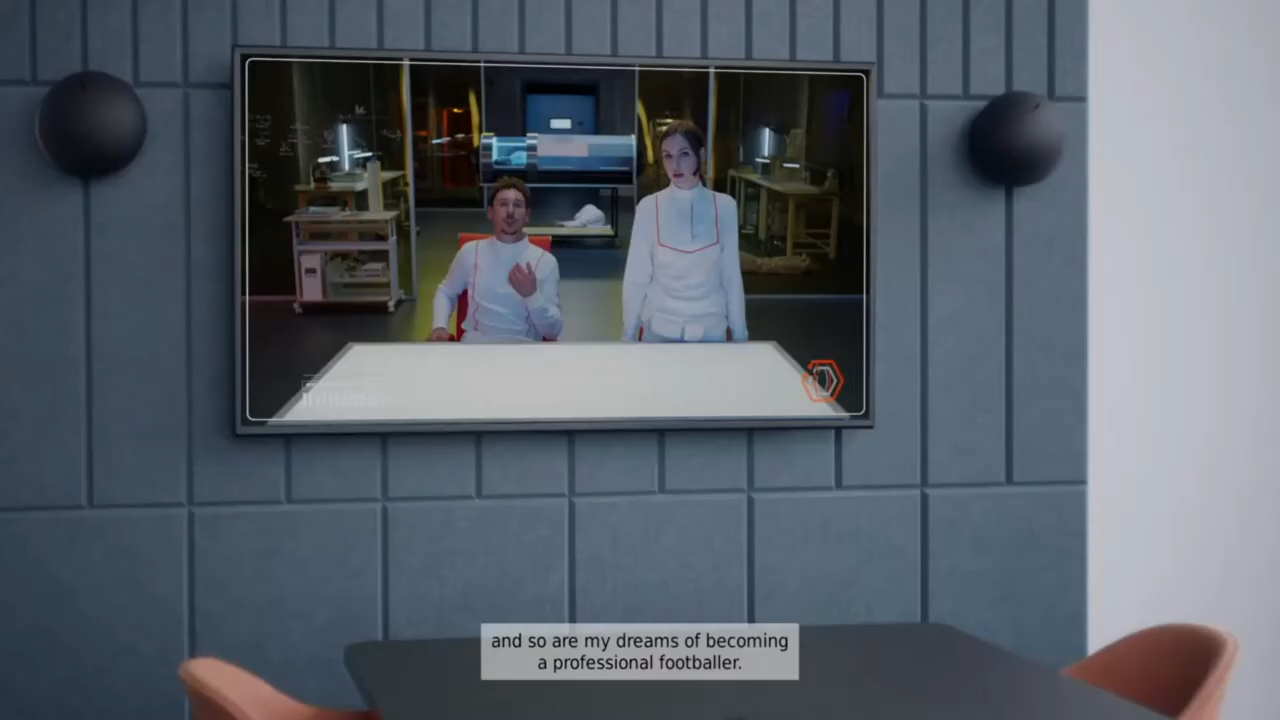 and so are my dreams of becoming
a professional footballer.